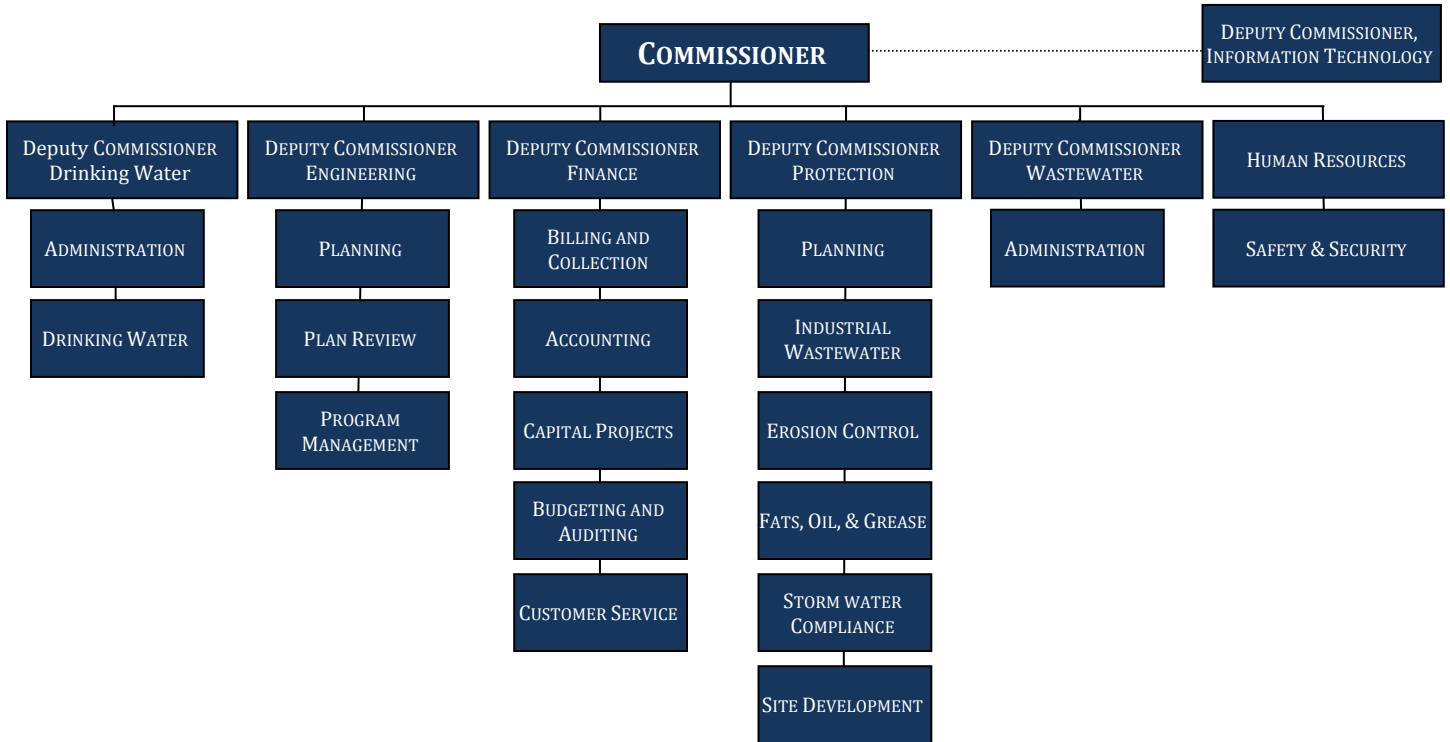 COMMISSIONER
DEPUTY COMMISSIONER,
INFORMATION TECHNOLOGY
Deputy COMMISSIONER
Drinking Water
DEPUTY COMMISSIONER
ENGINEERING
DEPUTY COMMISSIONER
FINANCE
DEPUTY COMMISSIONER
PROTECTION
DEPUTY COMMISSIONER
WASTEWATER
HUMAN RESOURCES
ADMINISTRATION
DRINKING WATER
PLANNING
PLAN REVIEW
PROGRAM
MANAGEMENT
BILLING AND
COLLECTION
ACCOUNTING
CAPITAL PROJECTS
BUDGETING AND
AUDITING
CUSTOMER SERVICE
PLANNING
INDUSTRIAL
WASTEWATER
EROSION CONTROL
FATS, OIL, & GREASE
STORM WATER
COMPLIANCE
SITE DEVELOPMENT
ADMINISTRATION
SAFETY & SECURITY